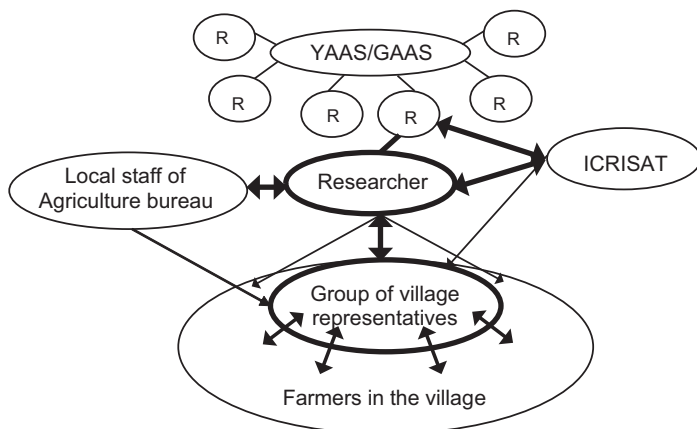 R
YAAS/GAAS
R
R
R
R
R
Local staff of
Agriculture bureau
Researcher
ICRISAT
Group of village
representatives
Farmers in the village